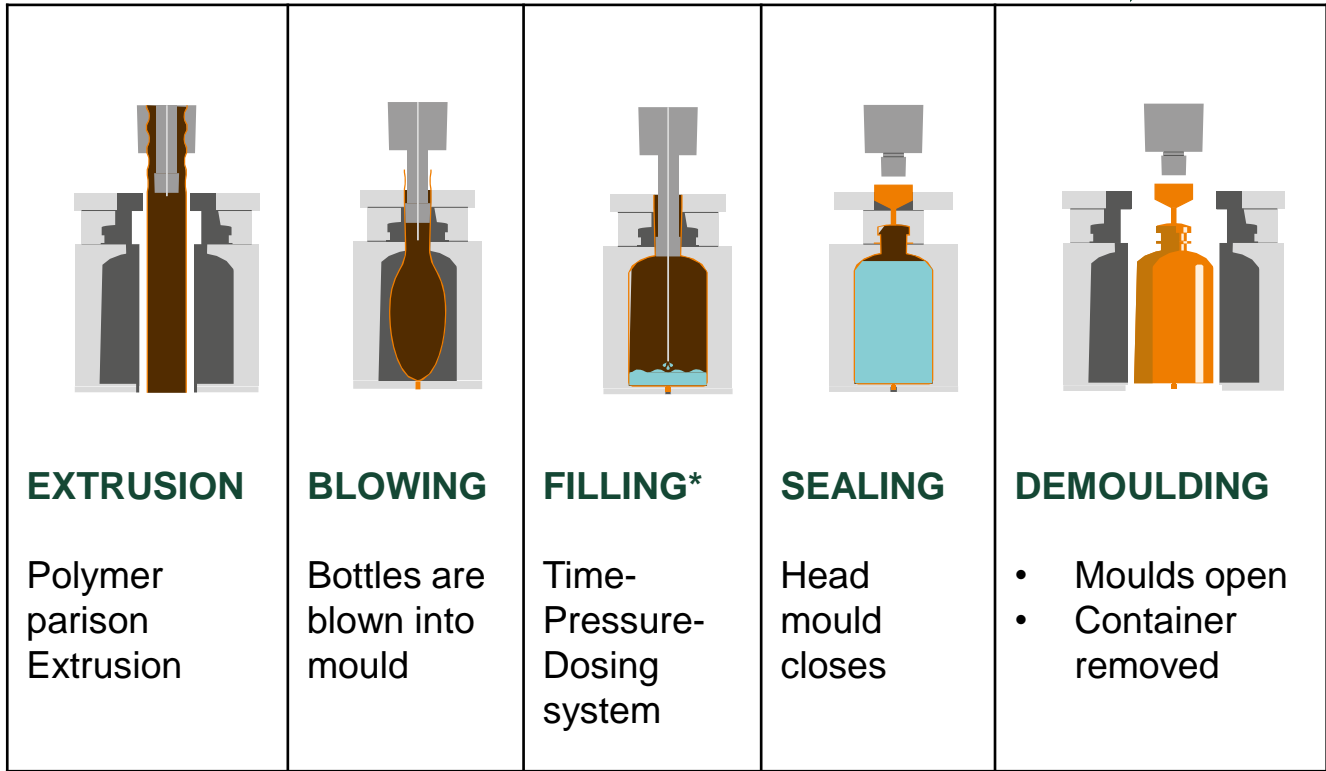 EXTRUSION
Polymer
parison
Extrusion
BLOWING
Bottles are
blown into
mould
FILLING*
Time-
Pressure-
Dosing
system
SEALING
Head
mould
closes
DEMOULDING
• Moulds open
• Container
removed